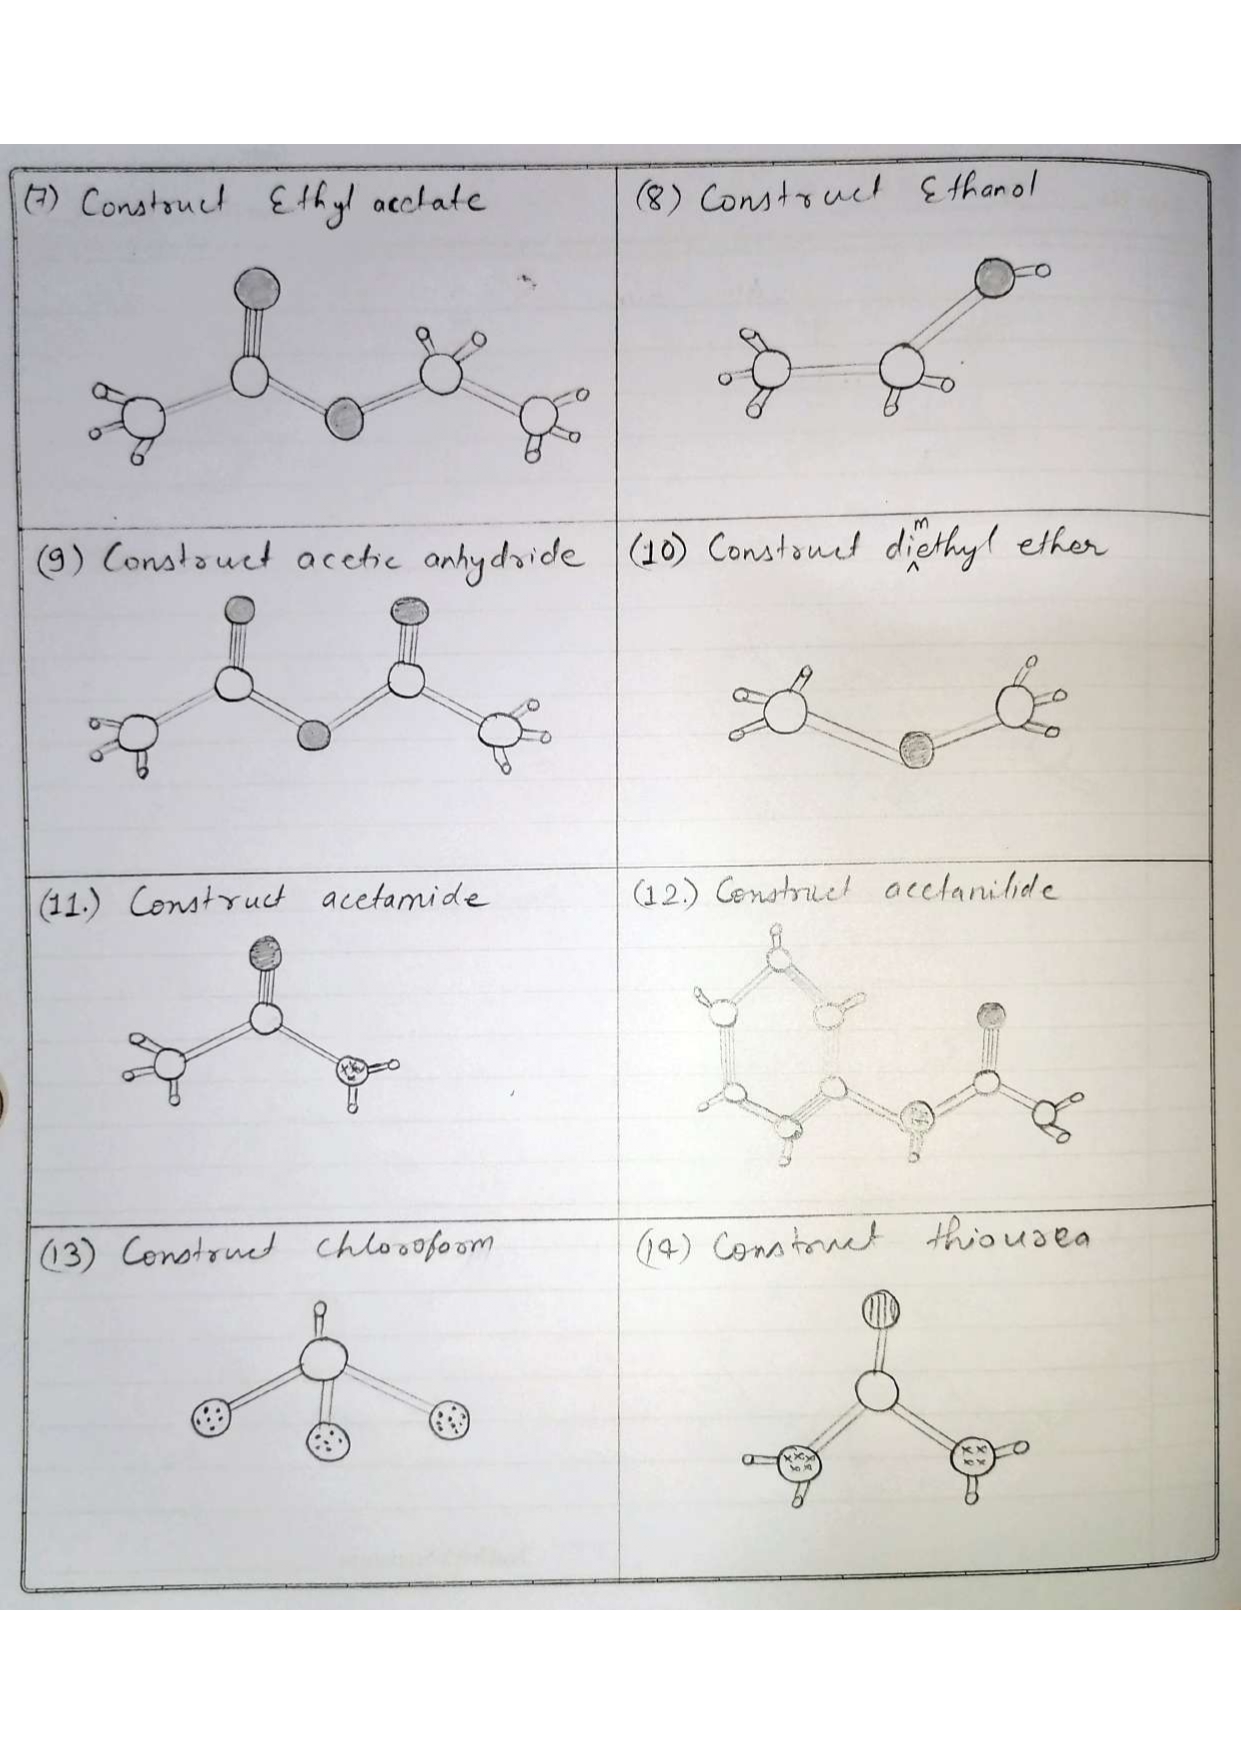 (7) Construct Ethyl acetate
(8) Construct Ethanol
(9) Construct acetic anhydride
(10) Construct dimethyl ether
(11.) Construct acetamide
(12.) Construct acetanilide
(13) Construct chloroform
(14) Construct thiourea